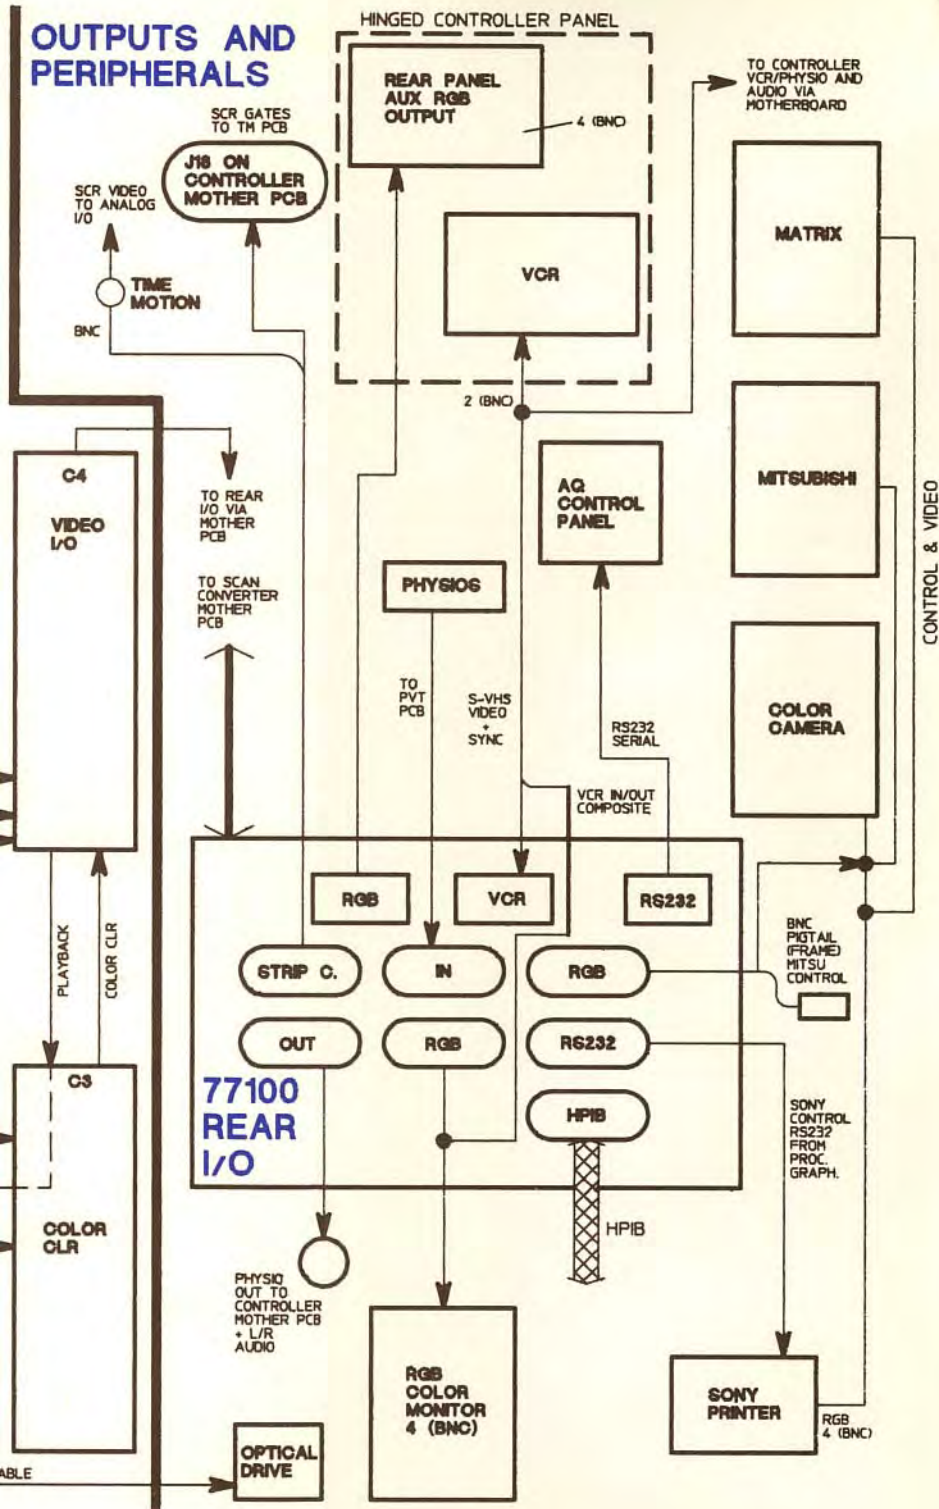 OUTPUTS AND
PERIPHERALS
HINGED CONTROLLER PANEL
REAR PANEL
AUX RGB
OUTPUT
4 (BNC)
TO CONTROLLER
VCR/PHYSIO AND
AUDIO VIA
MOTHERBOARD
SCR GATES
TO TM PCB
J18 ON
CONTROLLER
MOTHER PCB
SCR VIDEO
TO ANALOG
I/O
TIME
MOTION
BNC
VCR
MATRIX
2 (BNC)
C4
VIDEO
I/O
TO REAR
I/O VIA
MOTHER
PCB
AQ
CONTROL
PANEL
MITSUBISHI
CONTROL & VIDEO
TO SCAN
CONVERTER
MOTHER
PCB
PHYSIOS
TO
PVT
PCB
S-VHS
VIDEO
+
SYNC
RS232
SERIAL
COLOR
CAMERA
VCR IN/OUT
COMPOSITE
RGB
VCR
RS232
PLAYBACK
COLOR CLR
STRIP C.
IN
RGB
BNC
PIGTAIL
(FRAME)
MITSU
CONTROL
OUT
RGB
RS232
C3
77100
REAR
I/O
HPIB
SONY
CONTROL
RS232
FROM
PROC.
GRAPH.
COLOR
CLR
HPIB
PHYSIO
OUT TO
CONTROLLER
MOTHER PCB
+ L/R
AUDIO
RGB
COLOR
MONITOR
4 (BNC)
SONY
PRINTER
RGB
4 (BNC)
OPTICAL
DRIVE
ABLE